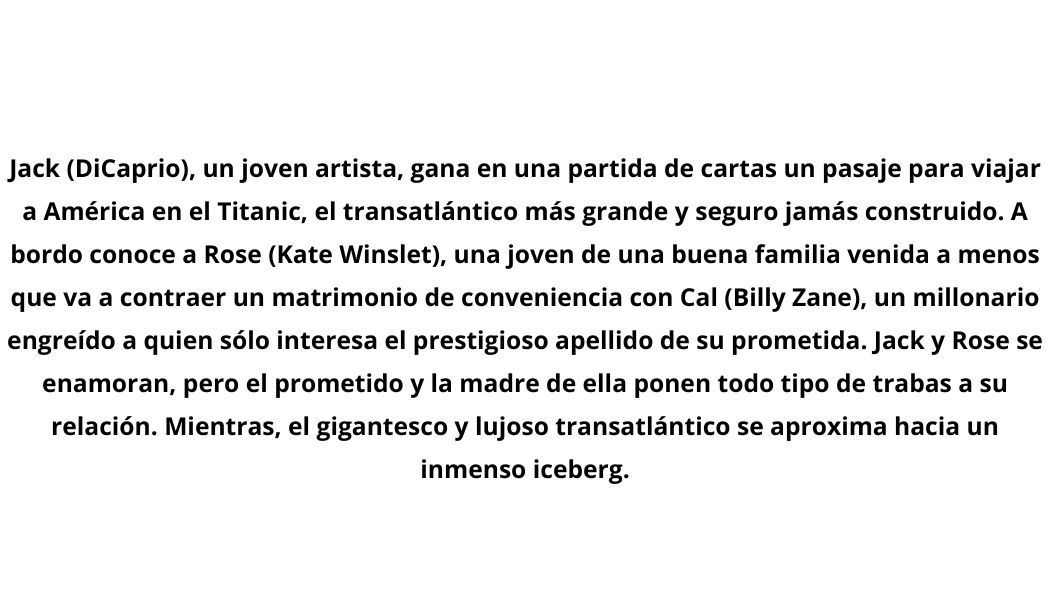 Jack (DiCaprio), un joven artista, gana en una partida de cartas un pasaje para viajar
a América en el Titanic, el transatlántico más grande y seguro jamás construido. A
bordo conoce a Rose (Kate Winslet), una joven de una buena familia venida a menos
que va a contraer un matrimonio de conveniencia con Cal (Billy Zane), un millonario
engreído a quien sólo interesa el prestigioso apellido de su prometida. Jack y Rose se
enamoran, pero el prometido y la madre de ella ponen todo tipo de trabas a su
relación. Mientras, el gigantesco y lujoso transatlántico se aproxima hacia un
inmenso iceberg.